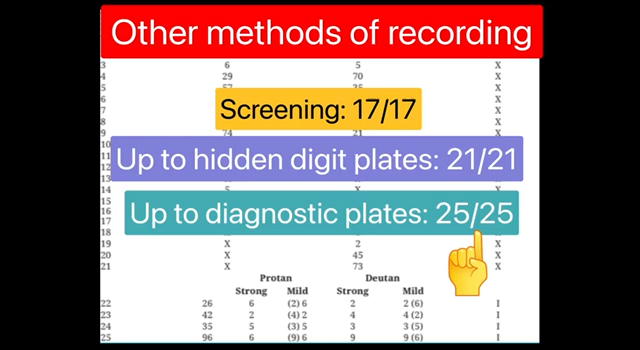 Other methods of recording
3 6 5 X
4 29 70 X
5 57 35 X
6 X
7 X
8 X
9 74 21 X
10 X
11 X
12 X
13 X
14 5 X X
15 X
16 X
17 X
18 X
19 X 2 X
20 X 45 X
21 X 73 X
Screening: 17/17
Up to hidden digit plates: 21/21
Up to diagnostic plates: 25/25
Protan Deutan
Strong Mild Strong Mild
22 26 6 (2) 6 2 2 (6) I
23 42 2 (4) 2 4 4 (2) I
24 35 5 (3) 5 3 3 (5) I
25 96 6 (9) 6 9 9 (6) I